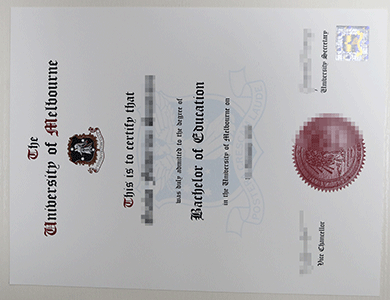 The
University of Melbourne
This is to certify that
was duly admitted to the degree of
Bachelor of Education
in the University of Melbourne on
University Secretary
Vice Chancellor